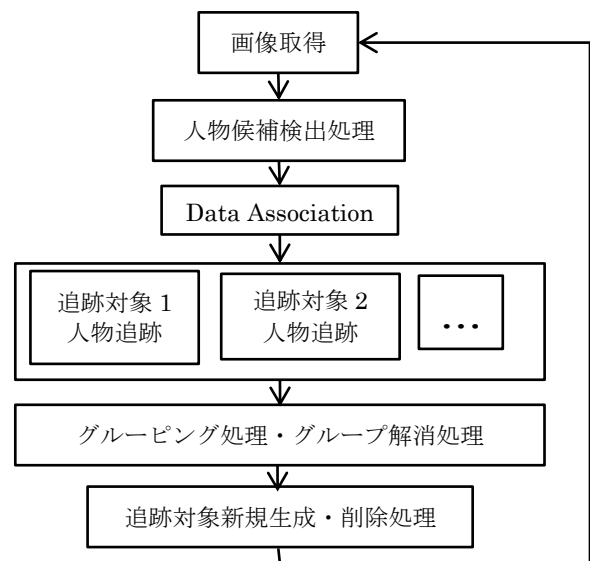 画像取得
人物候補検出処理
Data Association
追跡対象 1
人物追跡
追跡対象 2
人物追跡
…
グルーピング処理・グループ解消処理
追跡対象新規生成・削除処理